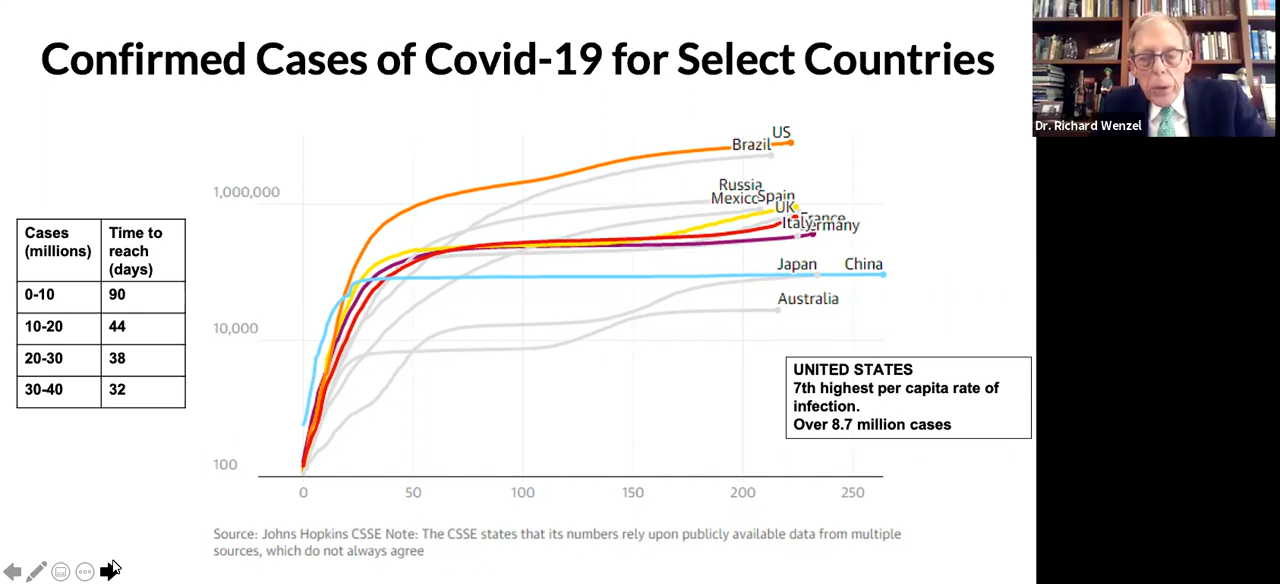 Confirmed Cases of Covid-19 for Select Countries
Dr. Richard Wenzel
Cases
(millions)
Time to
reach
(days)
0-10
90
10-20
44
20-30
38
30-40
32
1,000,000
10,000
100
US
Brazil
Russia
Mexico
Spain
UK
France
Italy
Germany
Japan
China
Australia
0
50
100
150
200
250
UNITED STATES
7th highest per capita rate of
infection.
Over 8.7 million cases
Source: Johns Hopkins CSSE Note: The CSSE states that its numbers rely upon publicly available data from multiple
sources, which do not always agree